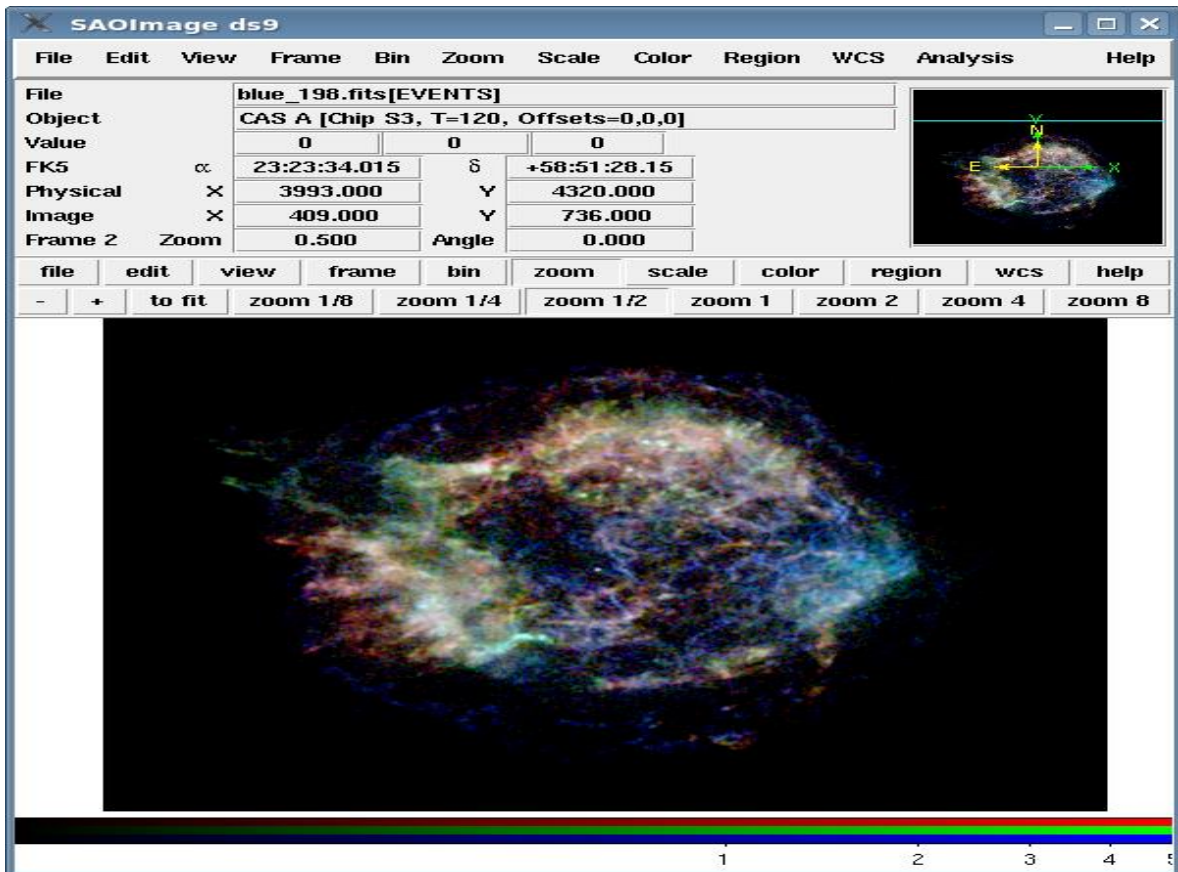 SAOImage ds9
File Edit View Frame Bin Zoom Scale Color Region WCS Analysis Help
File blue_198.fits[EVENTS]
Object CAS A [Chip S3, T=120, Offsets=0,0,0]
Value 0 0 0
FK5 α 23:23:34.015 δ +58:51:28.15
Physical X 3993.000 Y 4320.000
Image X 409.000 Y 736.000
Frame 2 Zoom 0.500 Angle 0.000
Y
N
E X
file edit view frame bin zoom scale color region wcs help
- + to fit zoom 1/8 zoom 1/4 zoom 1/2 zoom 1 zoom 2 zoom 4 zoom 8
1 2 3 4